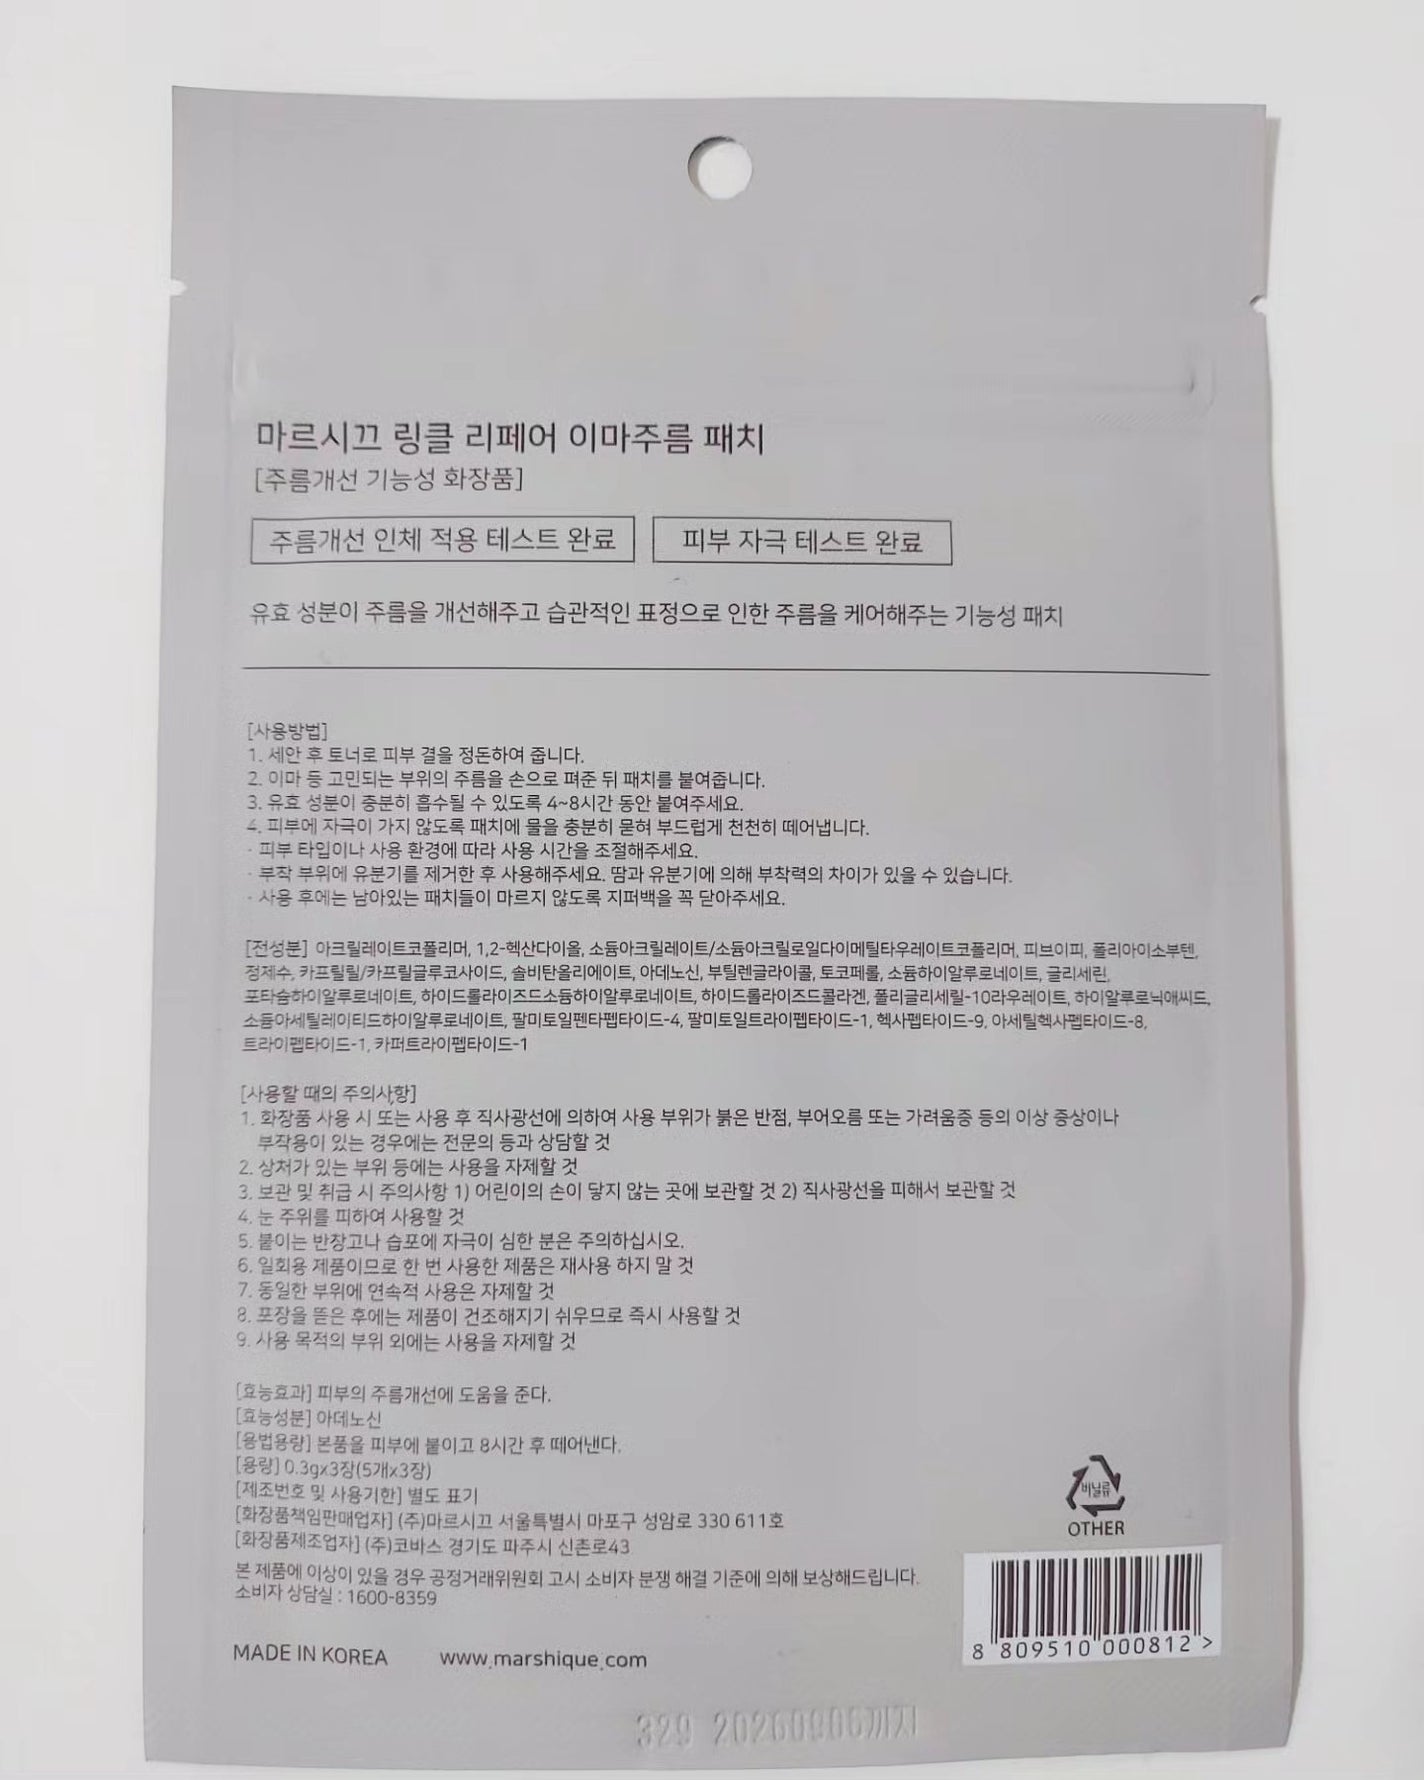 마르시끄 링클 리페어 이마주름 패치
[주름개선 기능성 화장품]
주름개선 인체 적용 테스트 완료
피부 자극 테스트 완료
유효 성분이 주름을 개선해주고 습관적인 표정으로 인한 주름을 케어해주는 기능성 패치
[사용방법]
1. 세안 후 토너로 피부 결을 정돈하여 줍니다.
2. 이마 등 고민되는 부위의 주름을 손으로 펴준 뒤 패치를 붙여줍니다.
3. 유효 성분이 충분히 흡수될 수 있도록 4~8시간 동안 붙여주세요.
4. 피부에 자극이 가지 않도록 패치에 물을 충분히 묻혀 부드럽게 천천히 떼어냅니다.
· 피부 타입이나 사용 환경에 따라 사용 시간을 조절해주세요.
· 부착 부위에 유분기를 제거한 후 사용해주세요. 땀과 유분기에 의해 부착력의 차이가 있을 수 있습니다.
· 사용 후에는 남아있는 패치들이 마르지 않도록 지퍼백을 꼭 닫아주세요.
[전성분] 아크릴레이트코폴리머, 1,2-헥산다이올, 소듐아크릴레이트/소듐아크릴로일다이메틸타우레이트코폴리머, 피브이피, 폴리아이소부텐,
정제수, 카프릴릴/카프릴글루코사이드, 솔비탄올리에이트, 아데노신, 부틸렌글라이콜, 토코페롤, 소듐하이알루로네이트, 글리세린,
포타슘하이알루로네이트, 하이드롤라이즈드소듐하이알루로네이트, 하이드롤라이즈드콜라겐, 폴리글리세릴-10라우레이트, 하이알루로닉애씨드,
소듐아세틸레이티드하이알루로네이트, 팔미토일펜타펩타이드-4, 팔미토일트라이펩타이드-1, 헥사펩타이드-9, 아세틸헥사펩타이드-8,
트라이펩타이드-1, 카퍼트라이펩타이드-1
[사용할 때의 주의사항]
1. 화장품 사용 시 또는 사용 후 직사광선에 의하여 사용 부위가 붉은 반점, 부어오름 또는 가려움증 등의 이상 증상이나
부작용이 있는 경우에는 전문의 등과 상담할 것
2. 상처가 있는 부위 등에는 사용을 자제할 것
3. 보관 및 취급 시 주의사항 1) 어린이의 손이 닿지 않는 곳에 보관할 것 2) 직사광선을 피해서 보관할 것
4. 눈 주위를 피하여 사용할 것
5. 붙이는 반창고나 습포에 자극이 심한 분은 주의하십시오.
6. 일회용 제품이므로 한 번 사용한 제품은 재사용 하지 말 것
7. 동일한 부위에 연속적 사용은 자제할 것
8. 포장을 뜯은 후에는 제품이 건조해지기 쉬우므로 즉시 사용할 것
9. 사용 목적의 부위 외에는 사용을 자제할 것
[효능효과] 피부의 주름개선에 도움을 준다.
[효능성분] 아데노신
[용법용량] 본품을 피부에 붙이고 8시간 후 떼어낸다.
[용량] 0.3gx3장(5개x3장)
[제조번호 및 사용기한] 별도 표기
[화장품책임판매업자] (주)마르시끄 서울특별시 마포구 성암로 330 611호
[화장품제조업자] (주)코바스 경기도 파주시 신촌로43
본 제품에 이상이 있을 경우 공정거래위원회 고시 소비자 분쟁 해결 기준에 의해 보상해드립니다.
소비자 상담실 : 1600-8359
비닐류
OTHER
8 809510 000812 >
MADE IN KOREA www.marshique.com
329 20260906까지